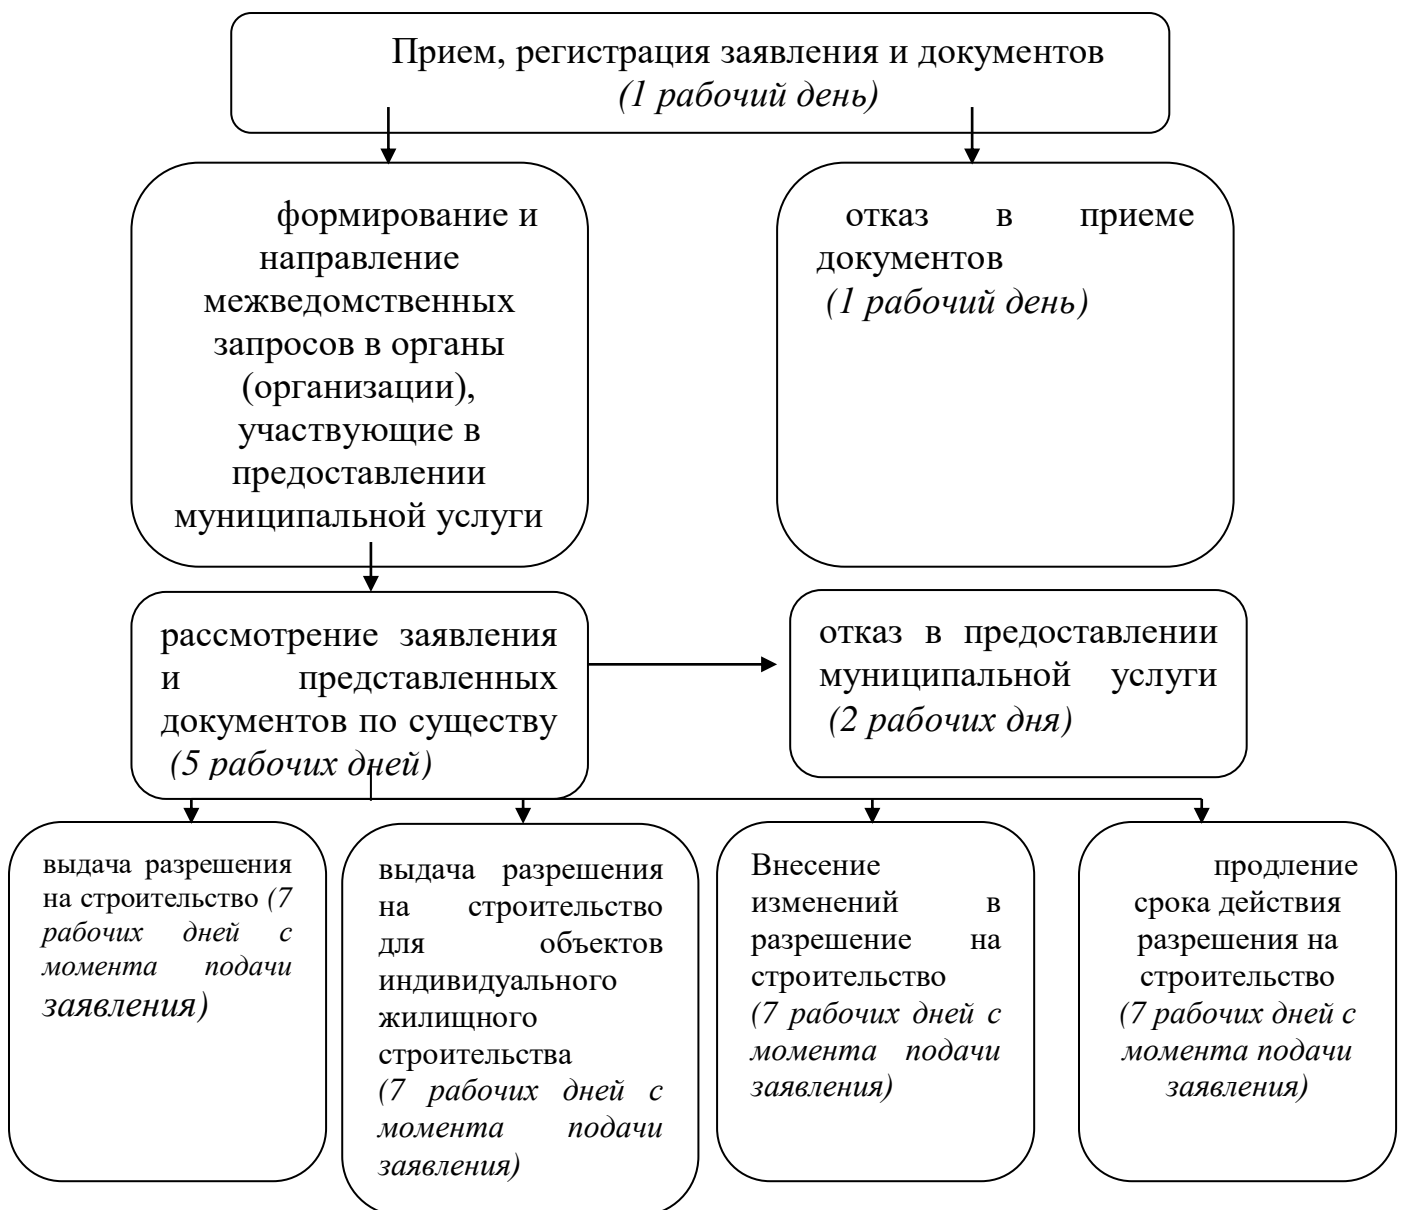 Прием, регистрация заявления и документов
(1 рабочий день)
формирование и
направление
межведомственных
запросов в органы
(организации),
участвующие в
предоставлении
муниципальной услуги
отказ в приеме
документов
(1 рабочий день)
рассмотрение заявления
и представленных
документов по существу
(5 рабочих дней)
отказ в предоставлении
муниципальной услуги
(2 рабочих дня)
выдача разрешения
на строительство (7
рабочих дней с
момента подачи
заявления)
выдача разрешения
на строительство
для объектов
индивидуального
жилищного
строительства
(7 рабочих дней с
момента подачи
заявления)
Внесение
изменений в
разрешение на
строительство
(7 рабочих дней с
момента подачи
заявления)
продление
срока действия
разрешения на
строительство
(7 рабочих дней с
момента подачи
заявления)